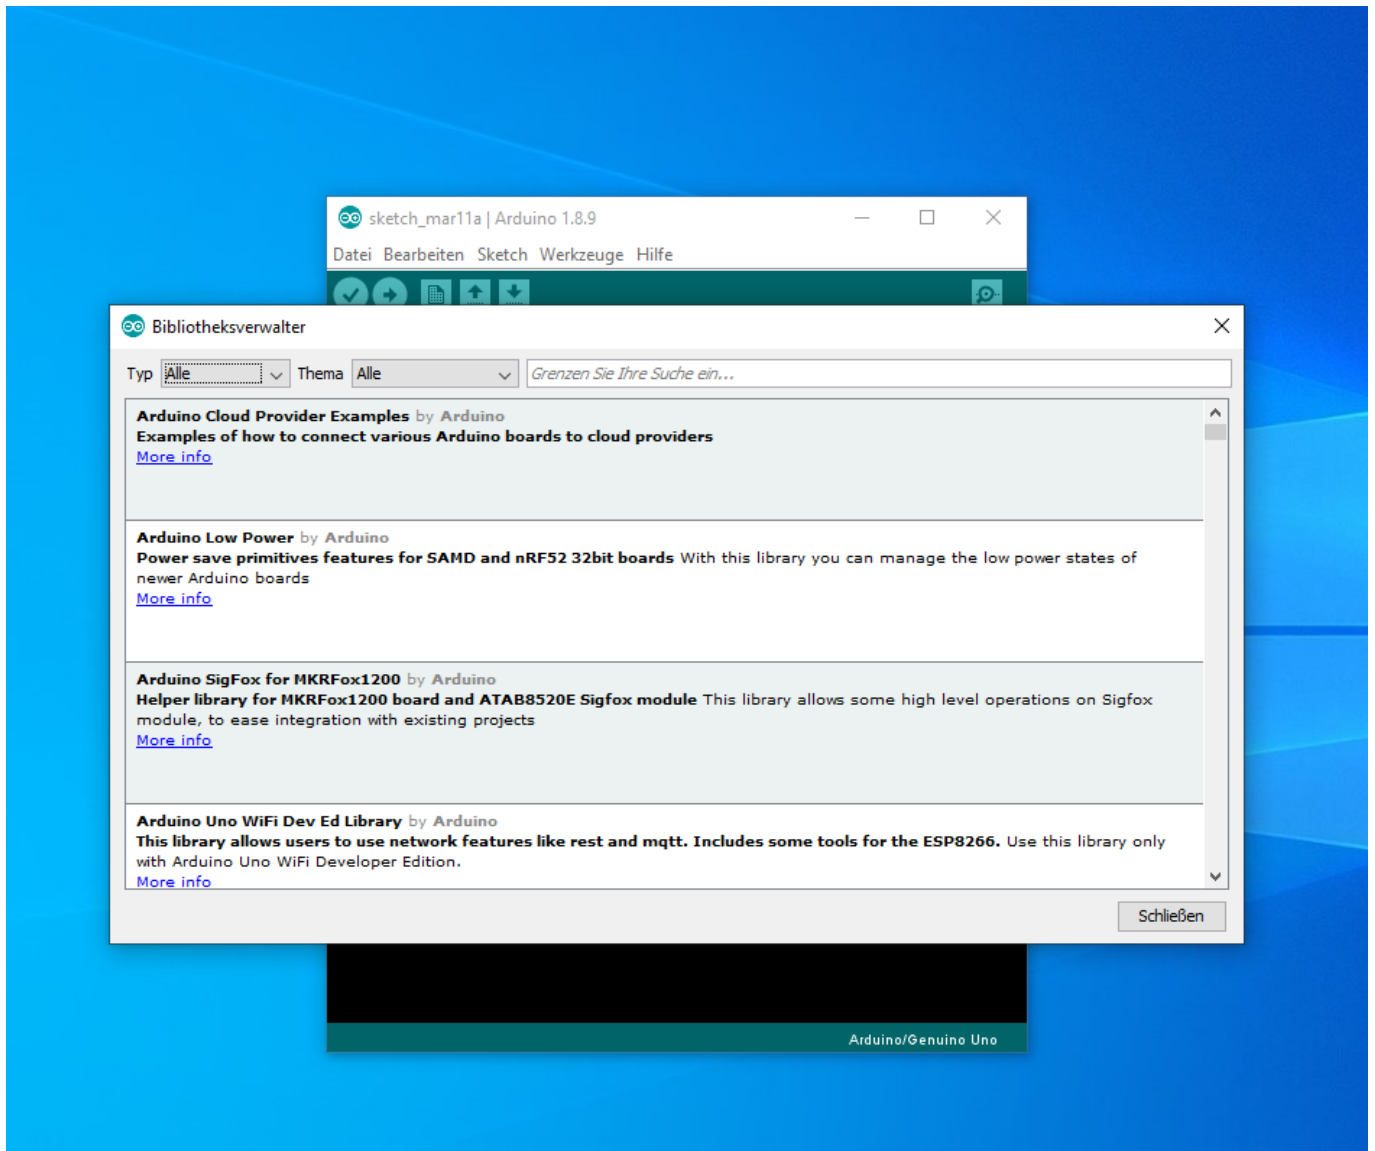 sketch_mar11a | Arduino 1.8.9
Datei Bearbeiten Sketch Werkzeuge Hilfe
Bibliotheksverwalter
Typ Alle Thema Alle Grenzen Sie Ihre Suche ein...
Arduino Cloud Provider Examples by Arduino
Examples of how to connect various Arduino boards to cloud providers
More info
Arduino Low Power by Arduino
Power save primitives features for SAMD and nRF52 32bit boards With this library you can manage the low power states of
newer Arduino boards
More info
Arduino SigFox for MKRFox1200 by Arduino
Helper library for MKRFox1200 board and ATAB8520E Sigfox module This library allows some high level operations on Sigfox
module, to ease integration with existing projects
More info
Arduino Uno WiFi Dev Ed Library by Arduino
This library allows users to use network features like rest and mqtt. Includes some tools for the ESP8266. Use this library only
with Arduino Uno WiFi Developer Edition.
More info
Schließen
Arduino/Genuino Uno